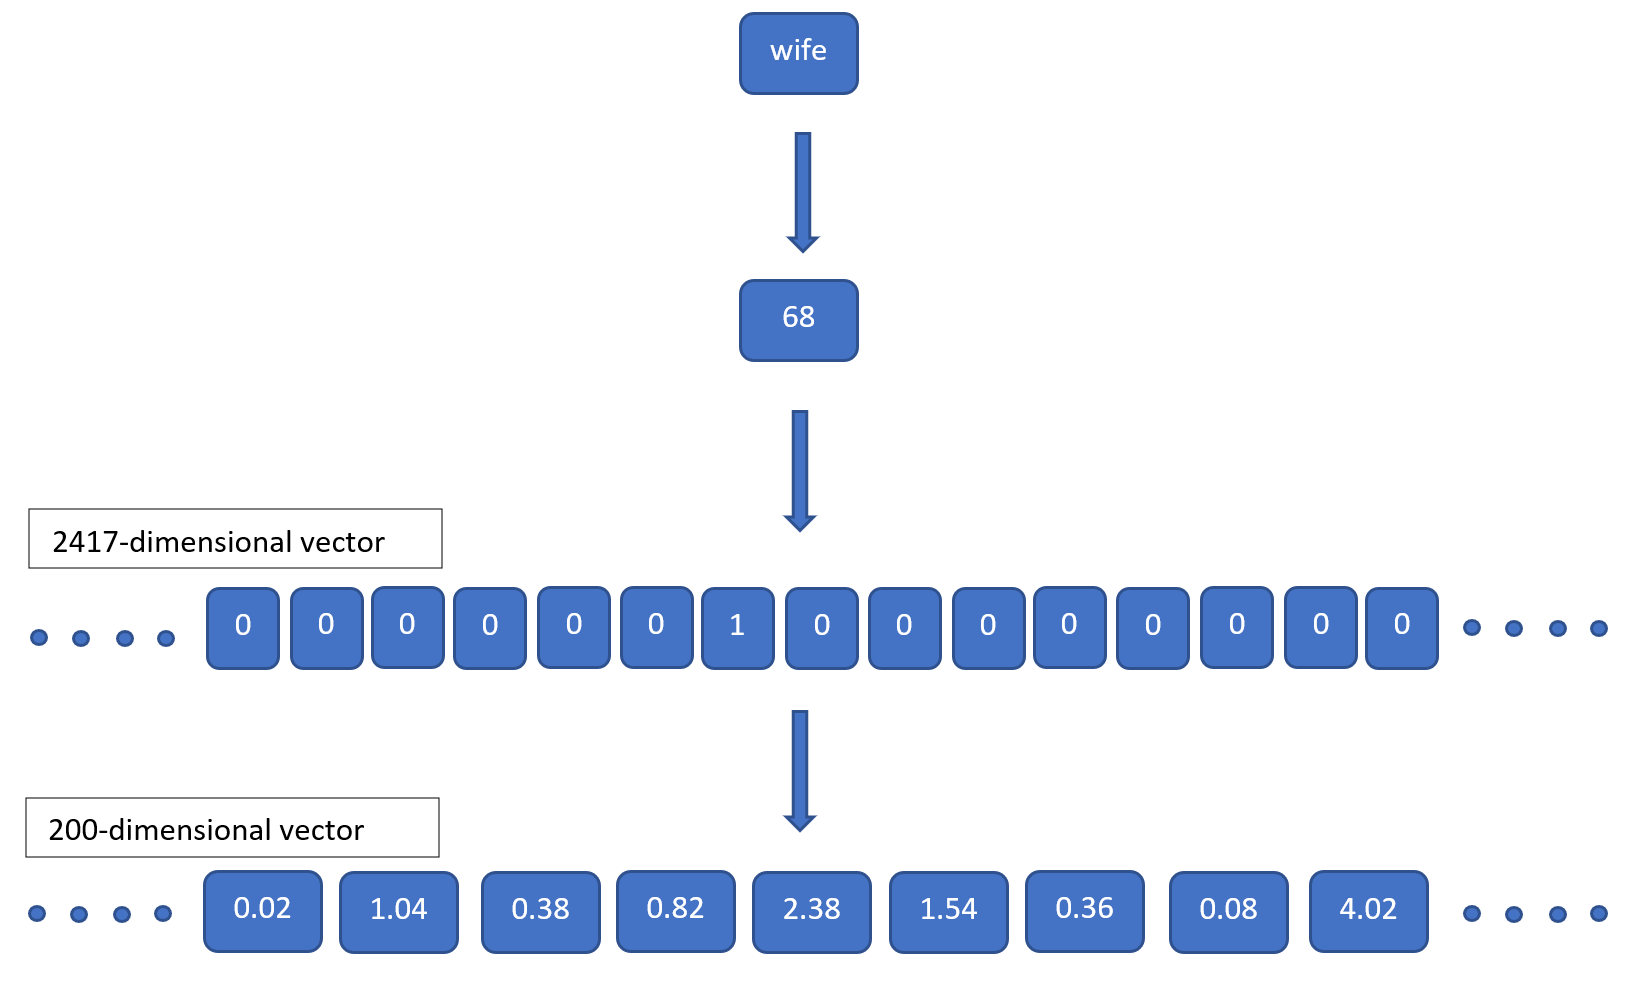 wife
68
2417-dimensional vector
0 0 0 0 0 0 1 0 0 0 0 0 0 0 0
200-dimensional vector
0.02 1.04 0.38 0.82 2.38 1.54 0.36 0.08 4.02